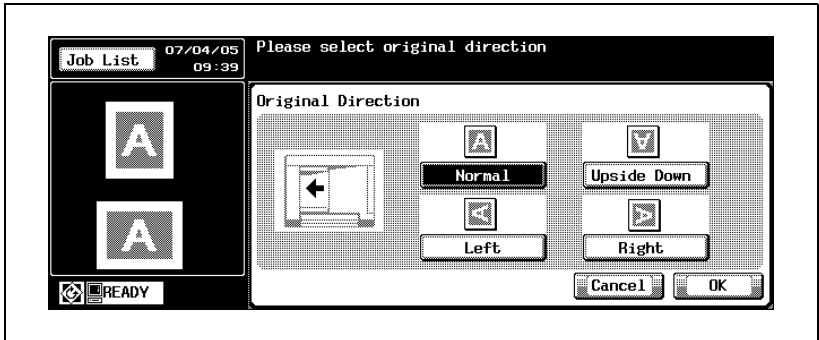 Job List
07/04/05
09:39
Please select original direction
Original Direction
A
A
A
A
Normal
Upside Down
A
A
Left
Right
Cancel
OK
READY